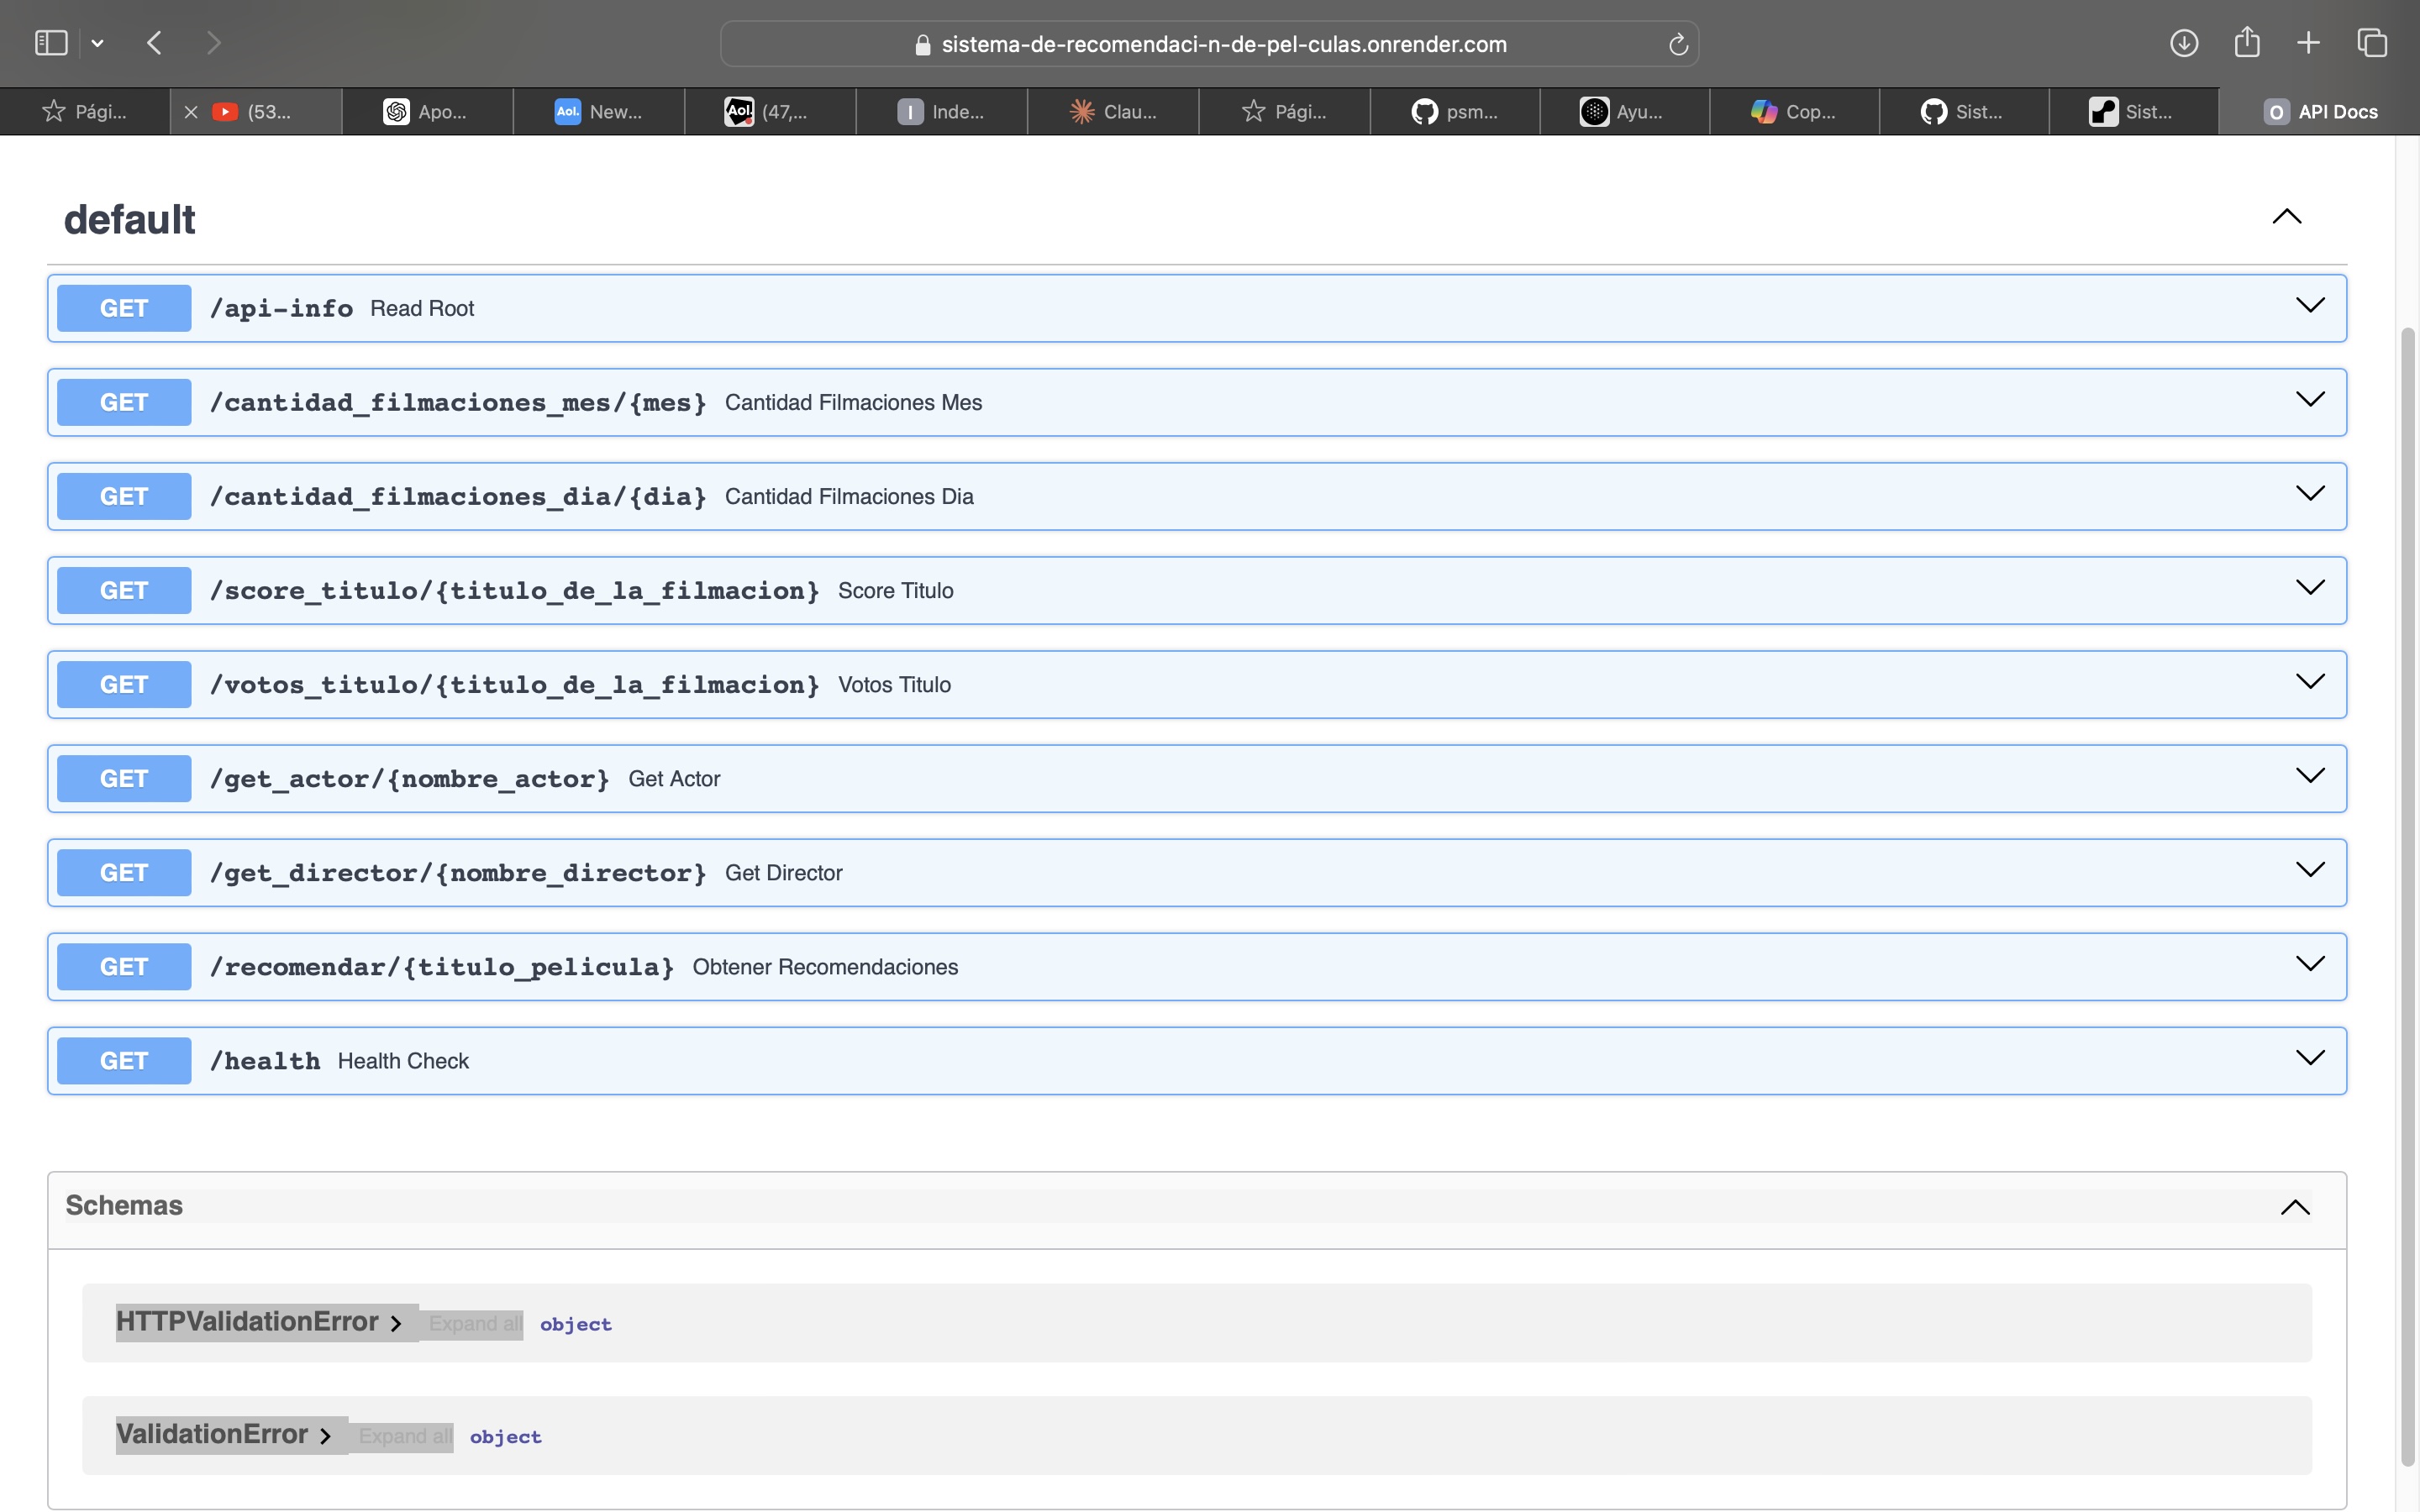 sistema-de-recomendaci-n-de-pel-culas.onrender.com
Pági...
(53...
Apo...
Aol.
New...
Aol.
(47,...
I
Inde...
Clau...
Pági...
psm...
Ayu...
Cop...
Sist...
Sist...
O
API Docs
default
GET /api-info Read Root
GET /cantidad_filmaciones_mes/{mes} Cantidad Filmaciones Mes
GET /cantidad_filmaciones_dia/{dia} Cantidad Filmaciones Dia
GET /score_titulo/{titulo_de_la_filmacion} Score Titulo
GET /votos_titulo/{titulo_de_la_filmacion} Votos Titulo
GET /get_actor/{nombre_actor} Get Actor
GET /get_director/{nombre_director} Get Director
GET /recomendar/{titulo_pelicula} Obtener Recomendaciones
GET /health Health Check
Schemas
HTTPValidationError Expand all object
ValidationError Expand all object